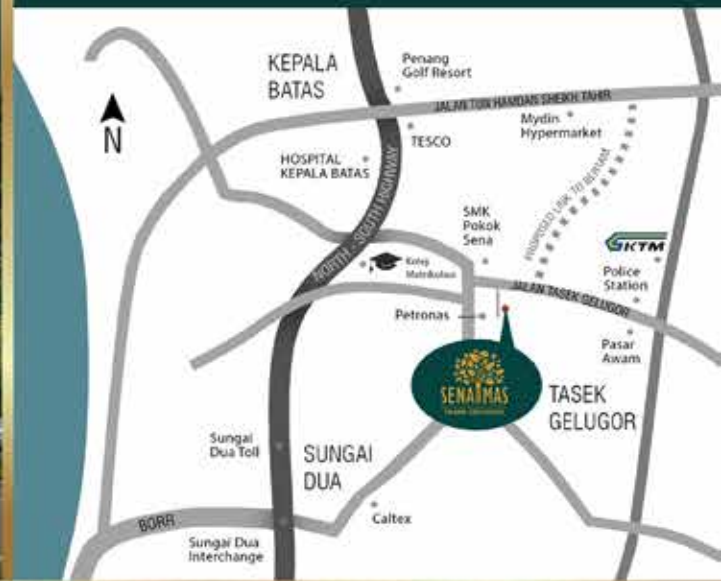 KEPALA
BATAS
Penang
Golf Resort
JALAN TUN HAMDAN SHEIKH TAHIR
Mydin
Hypermarket
TESCO
N
HOSPITAL
KEPALA BATAS
NORTH - SOUTH HIGHWAY
SMK
Pokok
Sena
PROPOSED LINK TO BERTAM
KTM
Kolej
Matrikulasi
Police
Station
JALAN TASEK GELUGOR
Petronas
Pasar
Awam
SENAIMAS
TASEK GELUGOR
TASEK
GELUGOR
Sungai
Dua Toll
SUNGAI
DUA
Caltex
BORR
Sungai Dua
Interchange